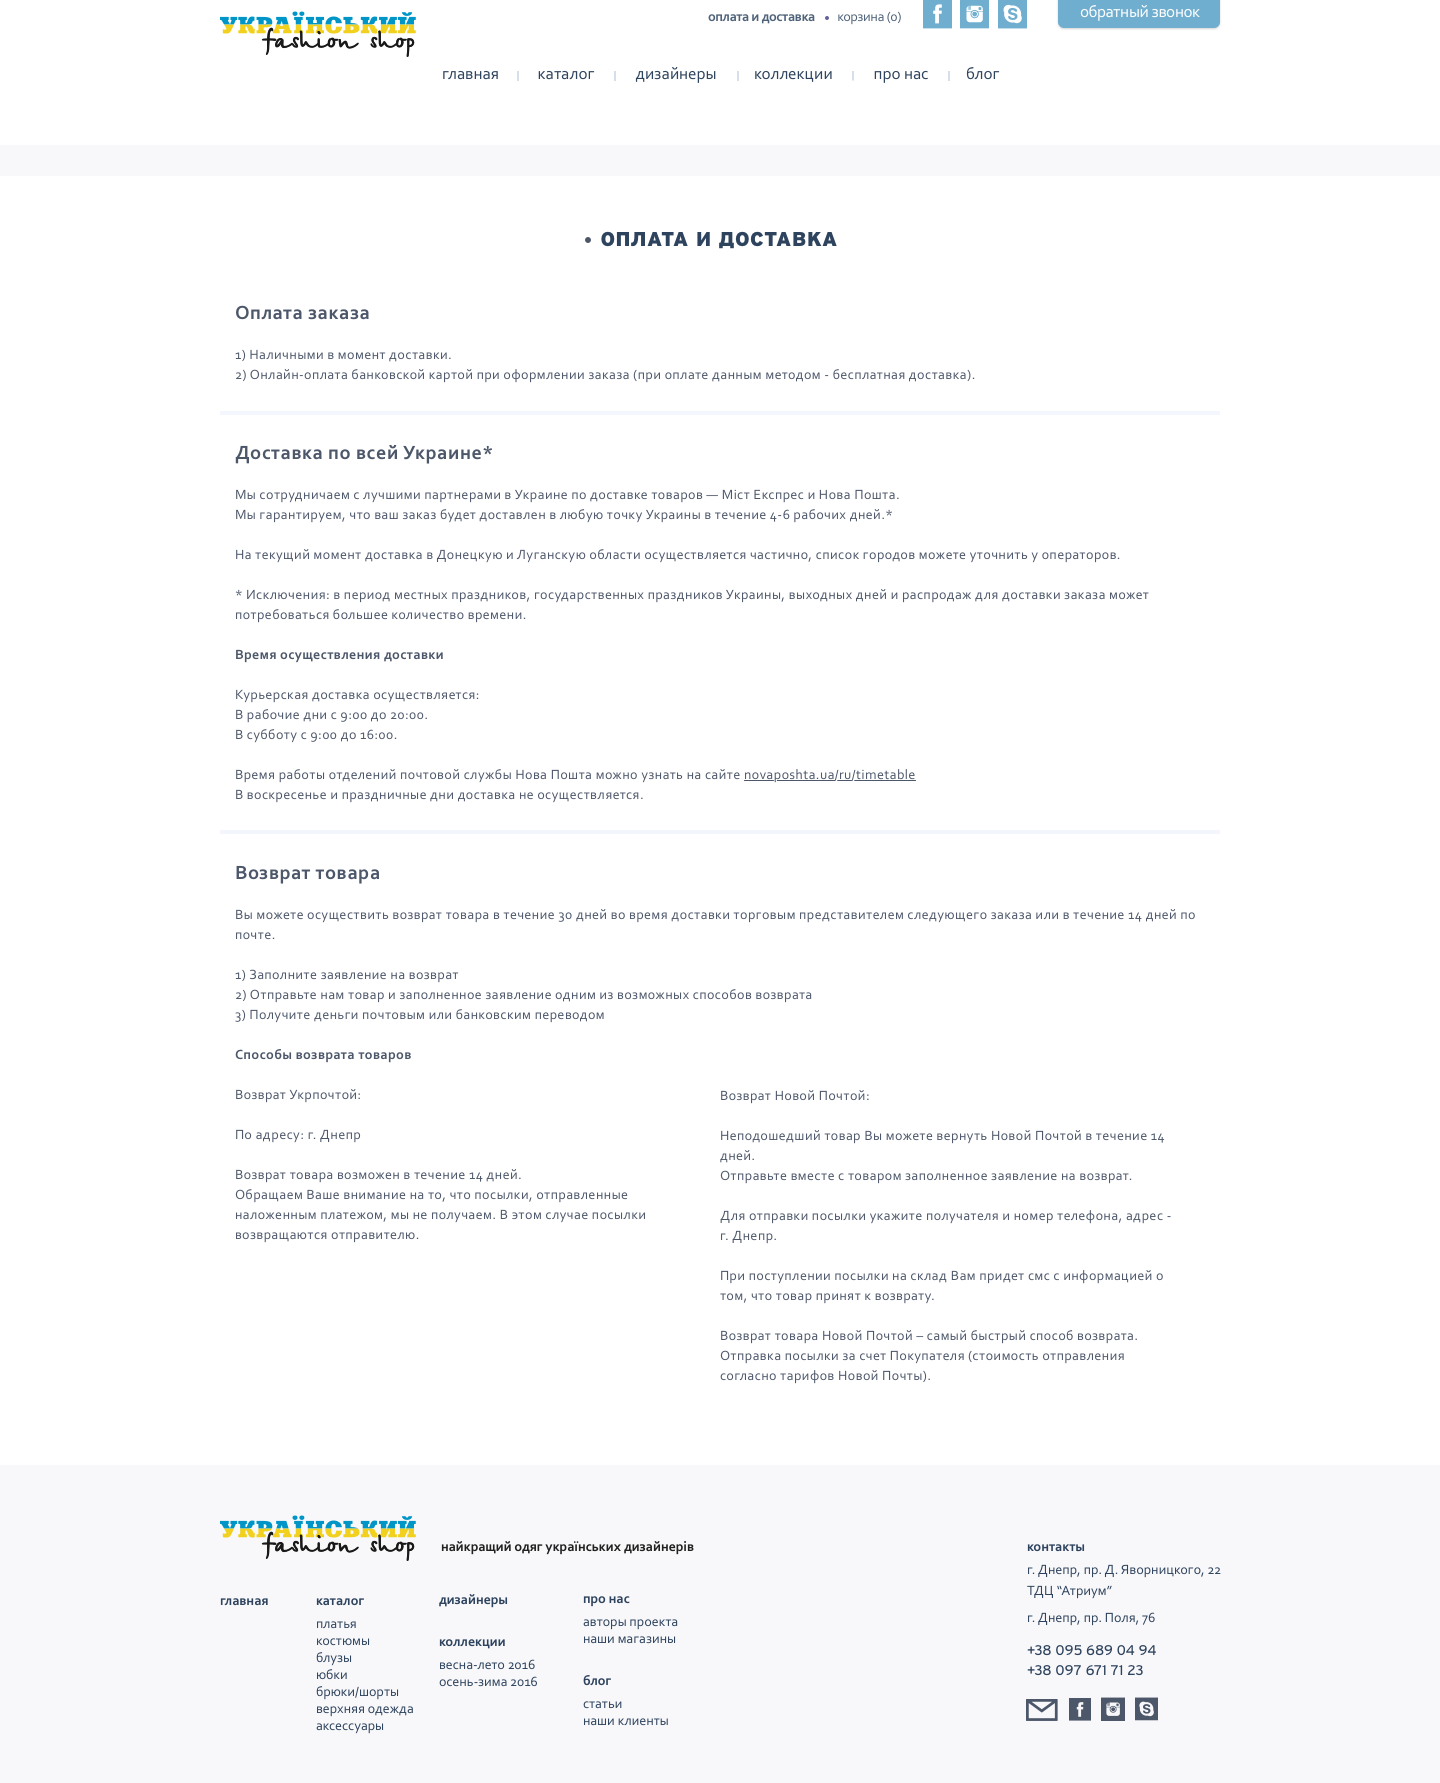 УКРАЇНСЬКИЙ
fashion shop
оплата и доставка • корзина (0)
обратный звонок
главная | каталог | дизайнеры | коллекции | про нас | блог
• ОПЛАТА И ДОСТАВКА
Оплата заказа
1) Наличными в момент доставки.
2) Онлайн-оплата банковской картой при оформлении заказа (при оплате данным методом - бесплатная доставка).
Доставка по всей Украине*
Мы сотрудничаем с лучшими партнерами в Украине по доставке товаров — Міст Експрес и Нова Пошта.
Мы гарантируем, что ваш заказ будет доставлен в любую точку Украины в течение 4-6 рабочих дней.*
На текущий момент доставка в Донецкую и Луганскую области осуществляется частично, список городов можете уточнить у операторов.
* Исключения: в период местных праздников, государственных праздников Украины, выходных дней и распродаж для доставки заказа может
потребоваться большее количество времени.
Время осуществления доставки
Курьерская доставка осуществляется:
В рабочие дни с 9:00 до 20:00.
В субботу с 9:00 до 16:00.
Время работы отделений почтовой службы Нова Пошта можно узнать на сайте novaposhta.ua/ru/timetable
В воскресенье и праздничные дни доставка не осуществляется.
Возврат товара
Вы можете осуществить возврат товара в течение 30 дней во время доставки торговым представителем следующего заказа или в течение 14 дней по
почте.
1) Заполните заявление на возврат
2) Отправьте нам товар и заполненное заявление одним из возможных способов возврата
3) Получите деньги почтовым или банковским переводом
Способы возврата товаров
Возврат Укрпочтой:
По адресу: г. Днепр
Возврат товара возможен в течение 14 дней.
Обращаем Ваше внимание на то, что посылки, отправленные
наложенным платежом, мы не получаем. В этом случае посылки
возвращаются отправителю.
Возврат Новой Почтой:
Неподошедший товар Вы можете вернуть Новой Почтой в течение 14
дней.
Отправьте вместе с товаром заполненное заявление на возврат.
Для отправки посылки укажите получателя и номер телефона, адрес -
г. Днепр.
При поступлении посылки на склад Вам придет смс с информацией о
том, что товар принят к возврату.
Возврат товара Новой Почтой – самый быстрый способ возврата.
Отправка посылки за счет Покупателя (стоимость отправления
согласно тарифов Новой Почты).
УКРАЇНСЬКИЙ
fashion shop
найкращий одяг українських дизайнерів
главная
каталог
платья
костюмы
блузы
юбки
брюки/шорты
верхняя одежда
аксессуары
дизайнеры
коллекции
весна-лето 2016
осень-зима 2016
про нас
авторы проекта
наши магазины
блог
статьи
наши клиенты
контакты
г. Днепр, пр. Д. Яворницкого, 22
ТДЦ “Атриум”
г. Днепр, пр. Поля, 76
+38 095 689 04 94
+38 097 671 71 23